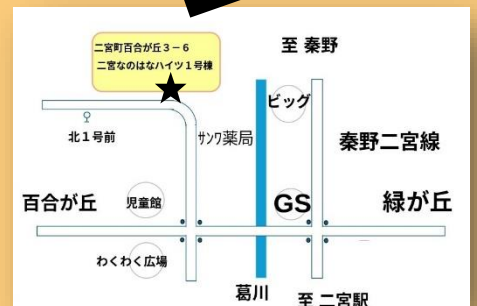 二宮町百合が丘３－６
二宮なのはなハイツ１号棟
至 秦野
ビッグ
北１号前
サンワ薬局
秦野二宮線
百合が丘
児童館
GS
緑が丘
わくわく広場
葛川
至 二宮駅